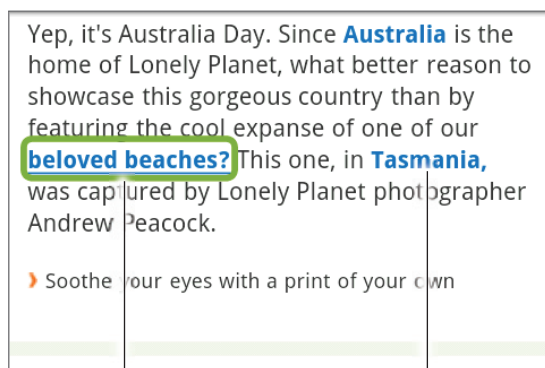 Yep, it's Australia Day. Since Australia is the
home of Lonely Planet, what better reason to
showcase this gorgeous country than by
featuring the cool expanse of one of our
beloved beaches? This one, in Tasmania,
was captured by Lonely Planet photographer
Andrew Peacock.
Soothe your eyes with a print of your own